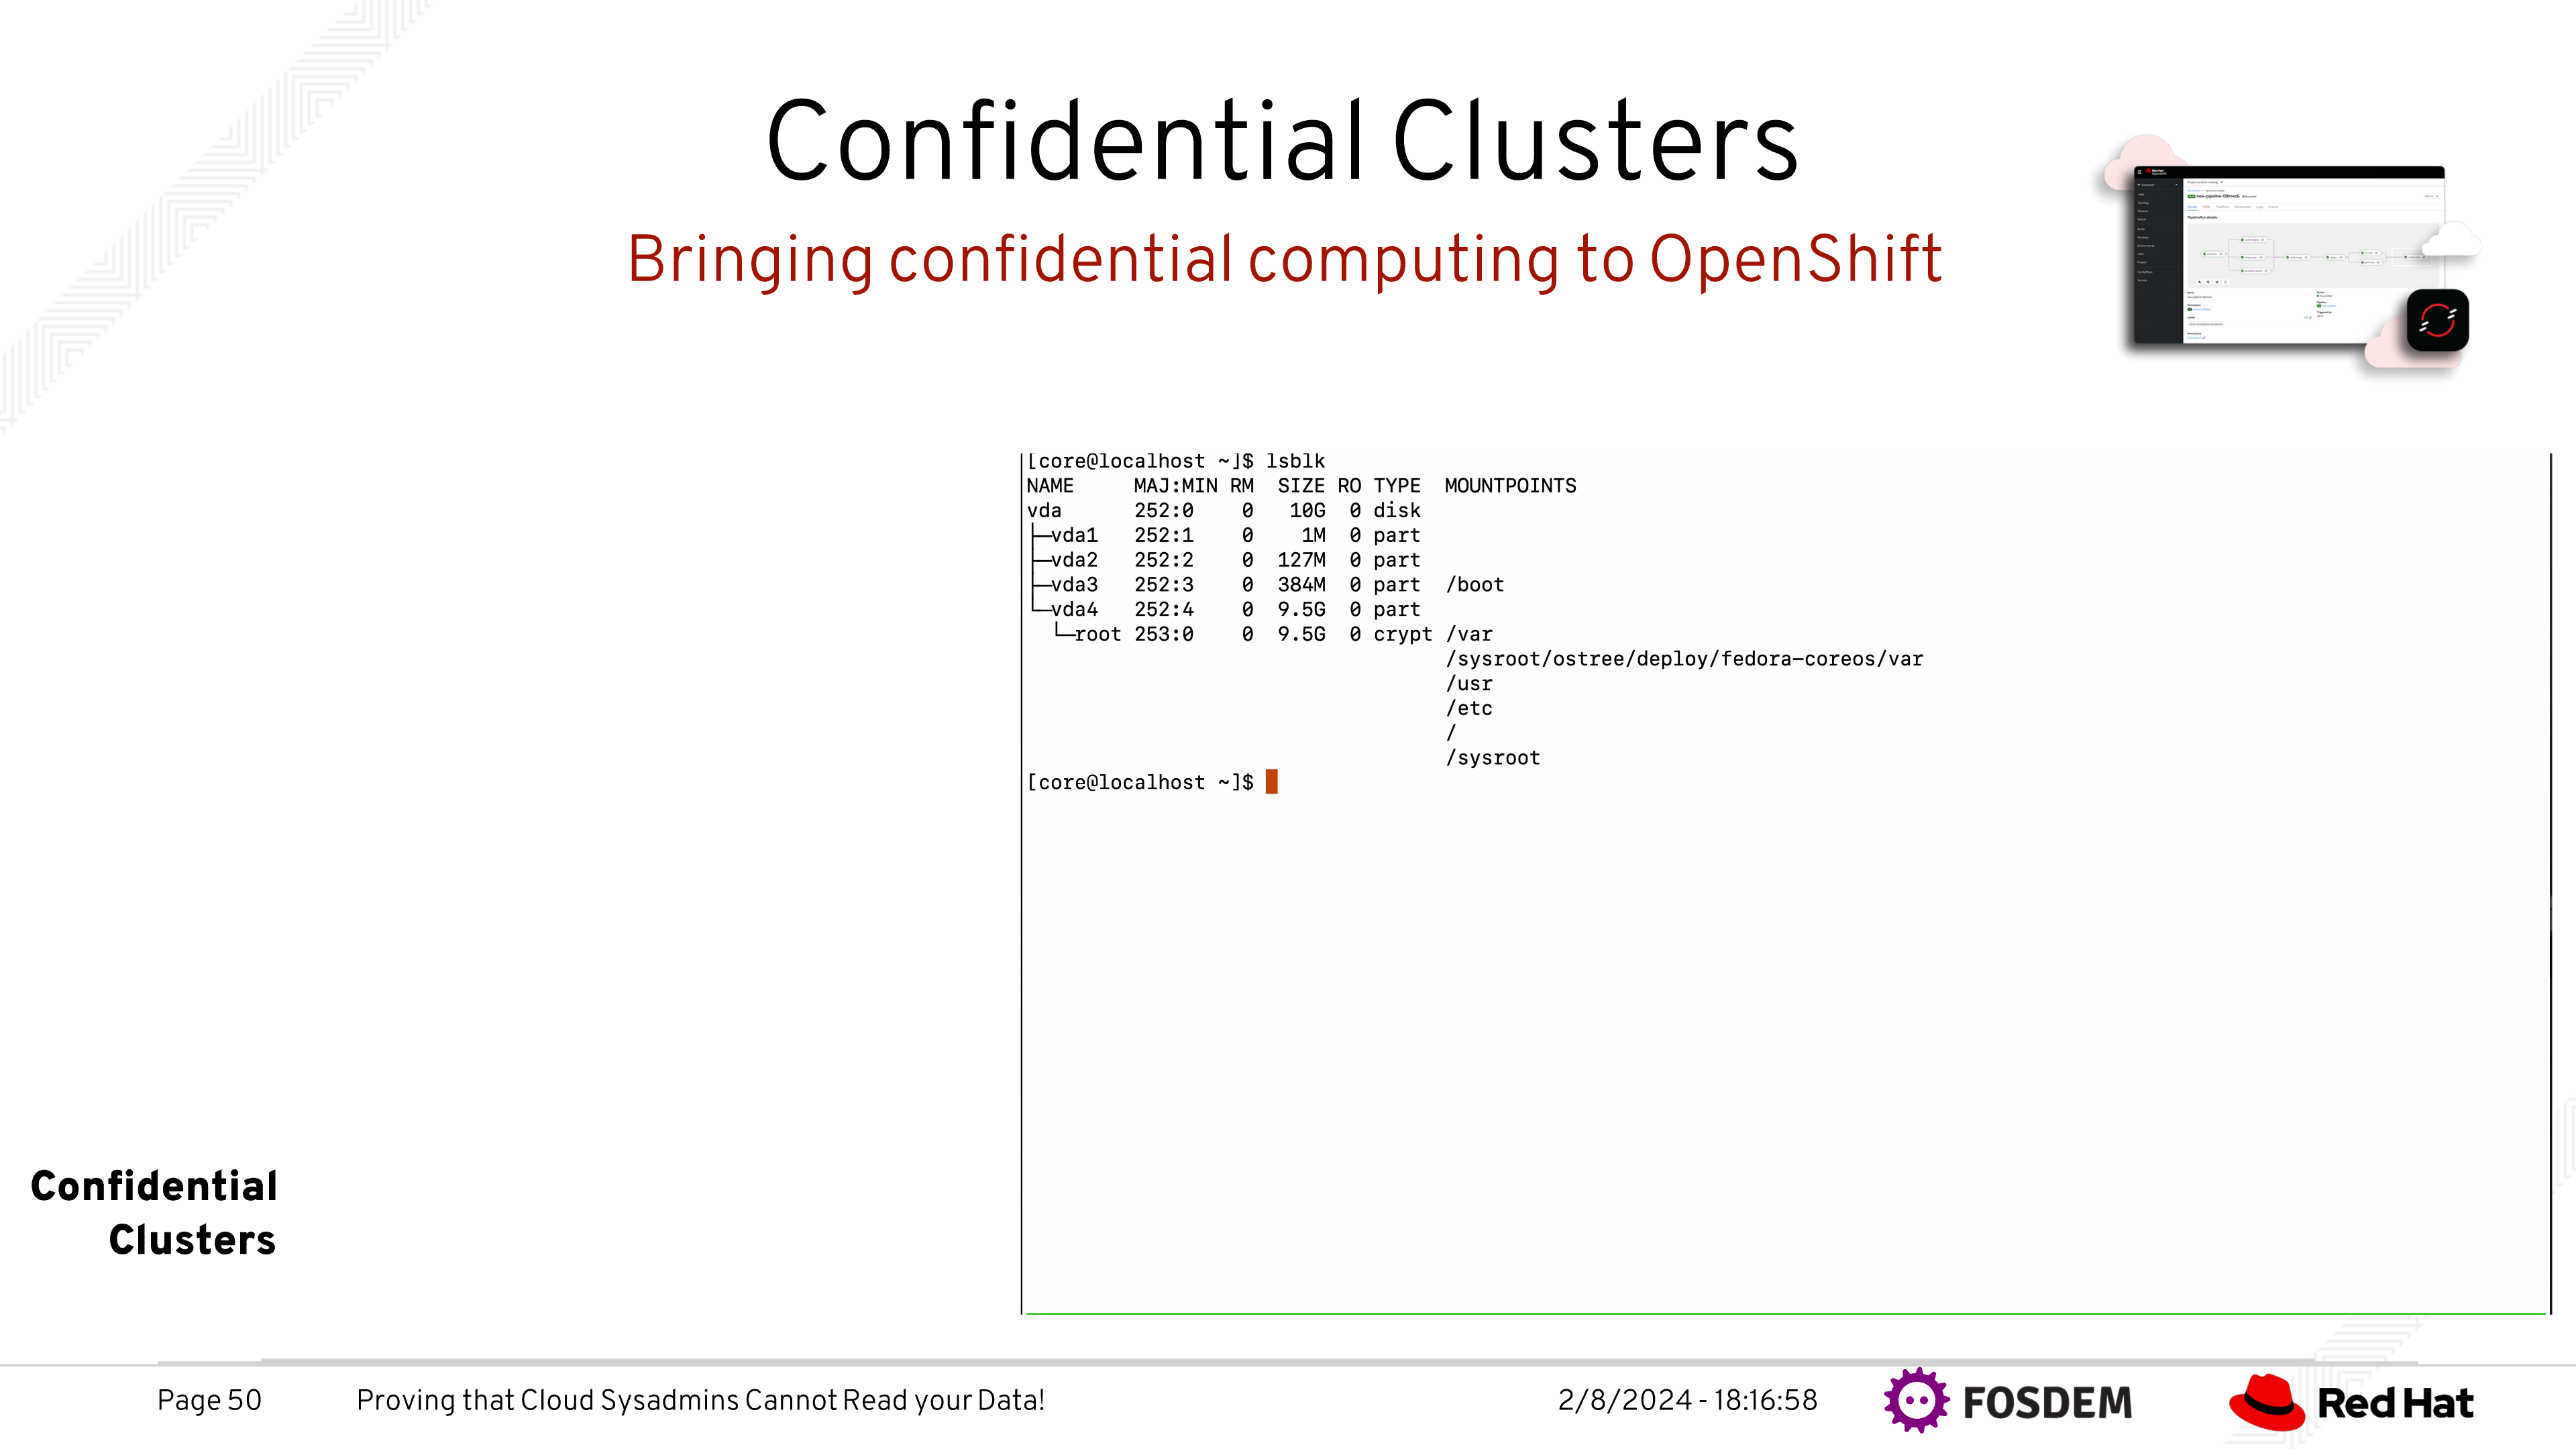 Confidential Clusters
Bringing confidential computing to OpenShift
[core@localhost ~]$ lsblk
NAME MAJ:MIN RM SIZE RO TYPE MOUNTPOINTS
vda 252:0 0 10G 0 disk
├─vda1 252:1 0 1M 0 part
├─vda2 252:2 0 127M 0 part
├─vda3 252:3 0 384M 0 part /boot
└─vda4 252:4 0 9.5G 0 part
└─root 253:0 0 9.5G 0 crypt /var
/sysroot/ostree/deploy/fedora-coreos/var
/usr
/etc
/
/sysroot
[core@localhost ~]$
Confidential
Clusters
Page 50 Proving that Cloud Sysadmins Cannot Read your Data! 2/8/2024 - 18:16:58 FOSDEM Red Hat